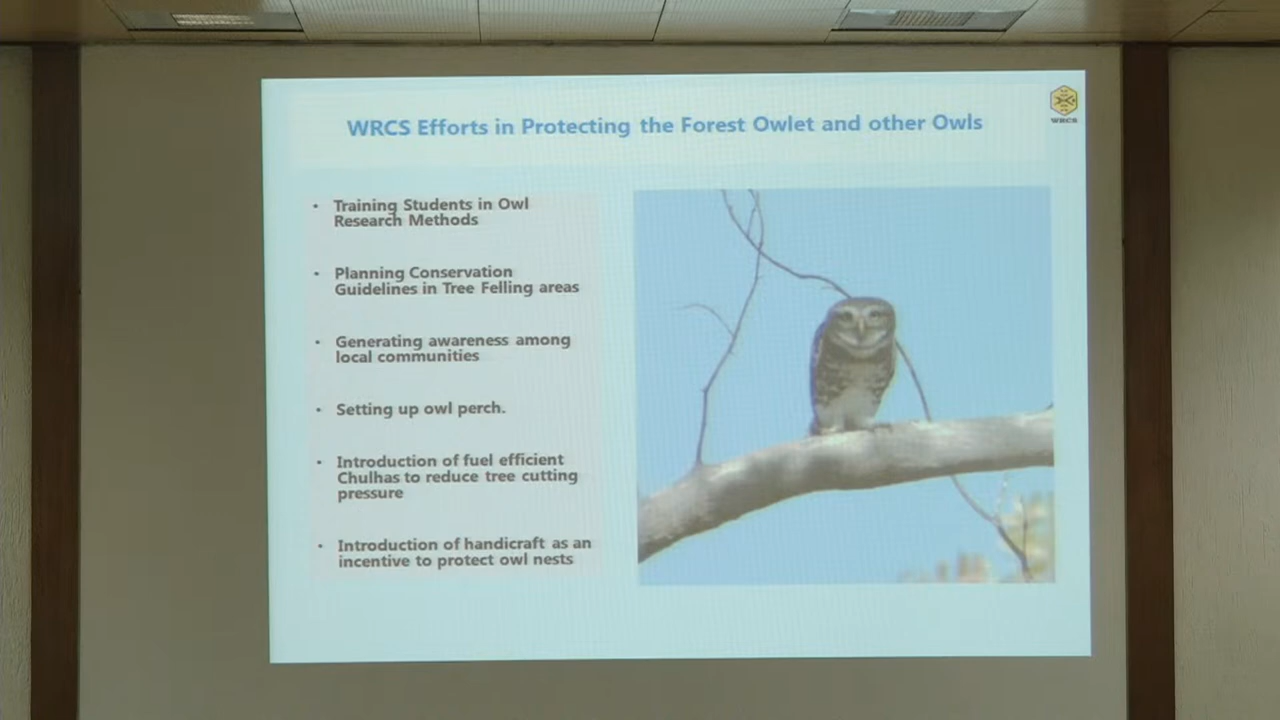 WRCS Efforts in Protecting the Forest Owlet and other Owls
WRCS
• Training Students in Owl
Research Methods
• Planning Conservation
Guidelines in Tree Felling areas
• Generating awareness among
local communities
• Setting up owl perch.
• Introduction of fuel efficient
Chulhas to reduce tree cutting
pressure
• Introduction of handicraft as an
incentive to protect owl nests